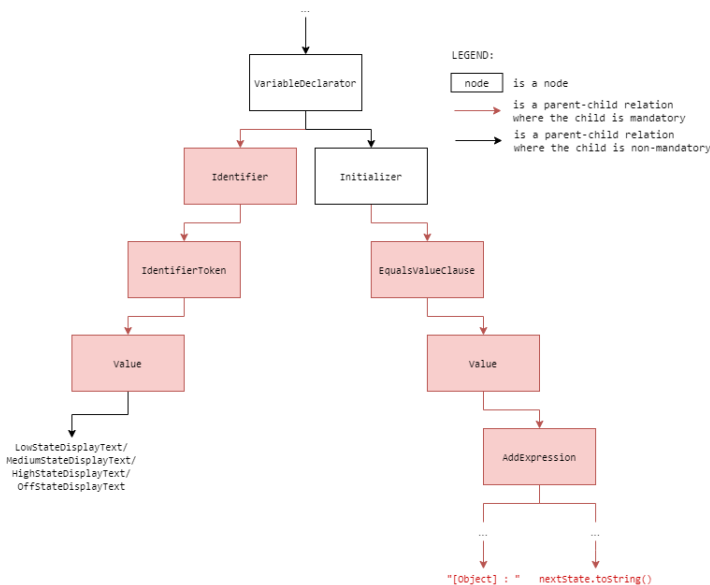 ...
LEGEND:
VariableDeclarator
node is a node
is a parent-child relation
where the child is mandatory
is a parent-child relation
where the child is non-mandatory
Identifier
Initializer
IdentifierToken
EqualsValueClause
Value
Value
LowStateDisplayText/
MediumStateDisplayText/
HighStateDisplayText/
OffStateDisplayText
AddExpression
...
...
"[Object] : "
nextState.toString()